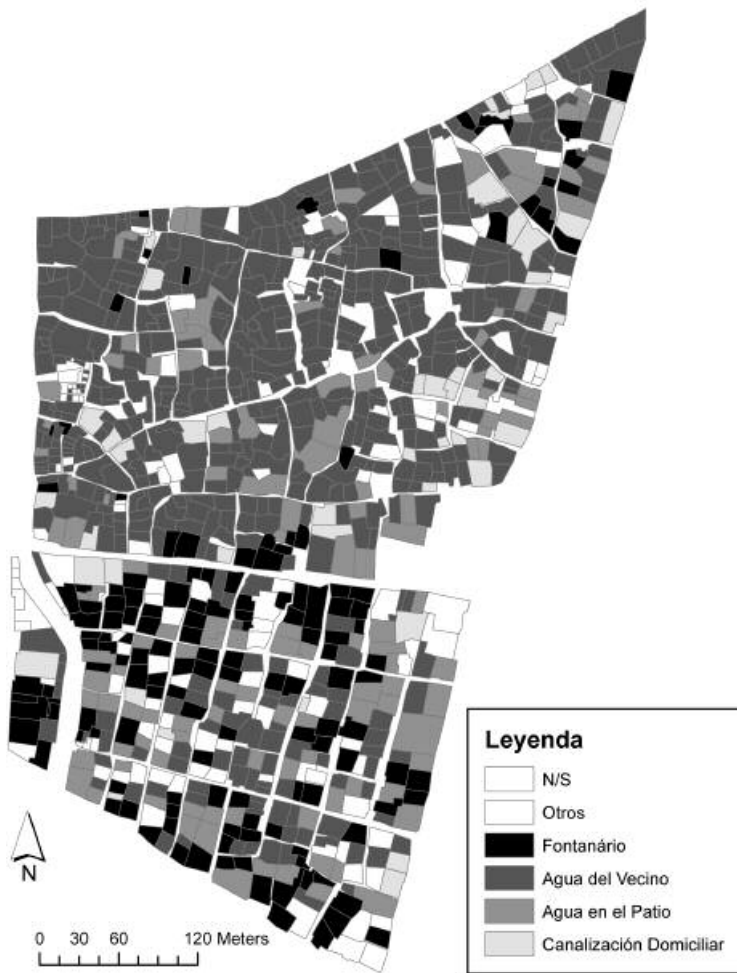 Leyenda
N/S
Otros
Fontanário
Agua del Vecino
Agua en el Patio
Canalización Domiciliar
N
0 30 60 120 Meters